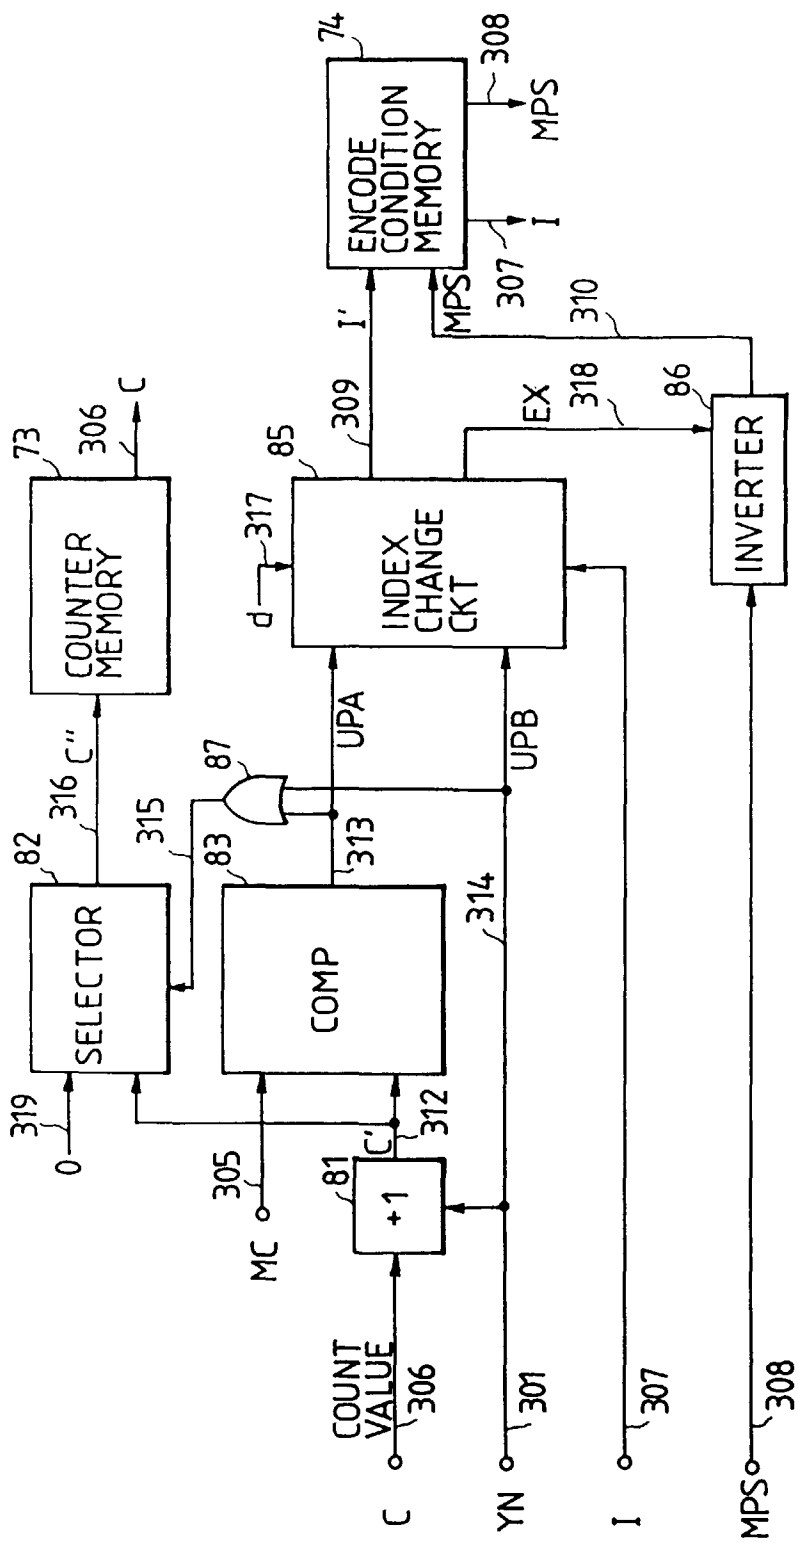 74
ENCODE
CONDITION
MEMORY
308
MPS
307
I
I'
MPS
310
C
306
73
COUNTER
MEMORY
309
85
EX
318
86
317
d
INDEX
CHANGE
CKT
INVERTER
C"
316
82
315
87
UPA
UPB
SELECTOR
83
313
COMP
314
319
0
305
MC
C'
312
81
+1
COUNT
VALUE
C
306
YN
301
I
307
MPS
308